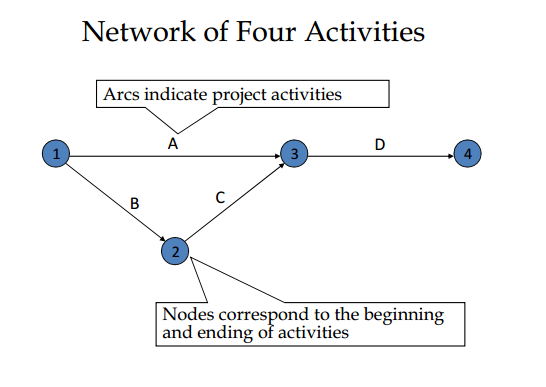 Network of Four Activities
Arcs indicate project activities
A
D
1
3
4
B
C
2
Nodes correspond to the beginning
and ending of activities